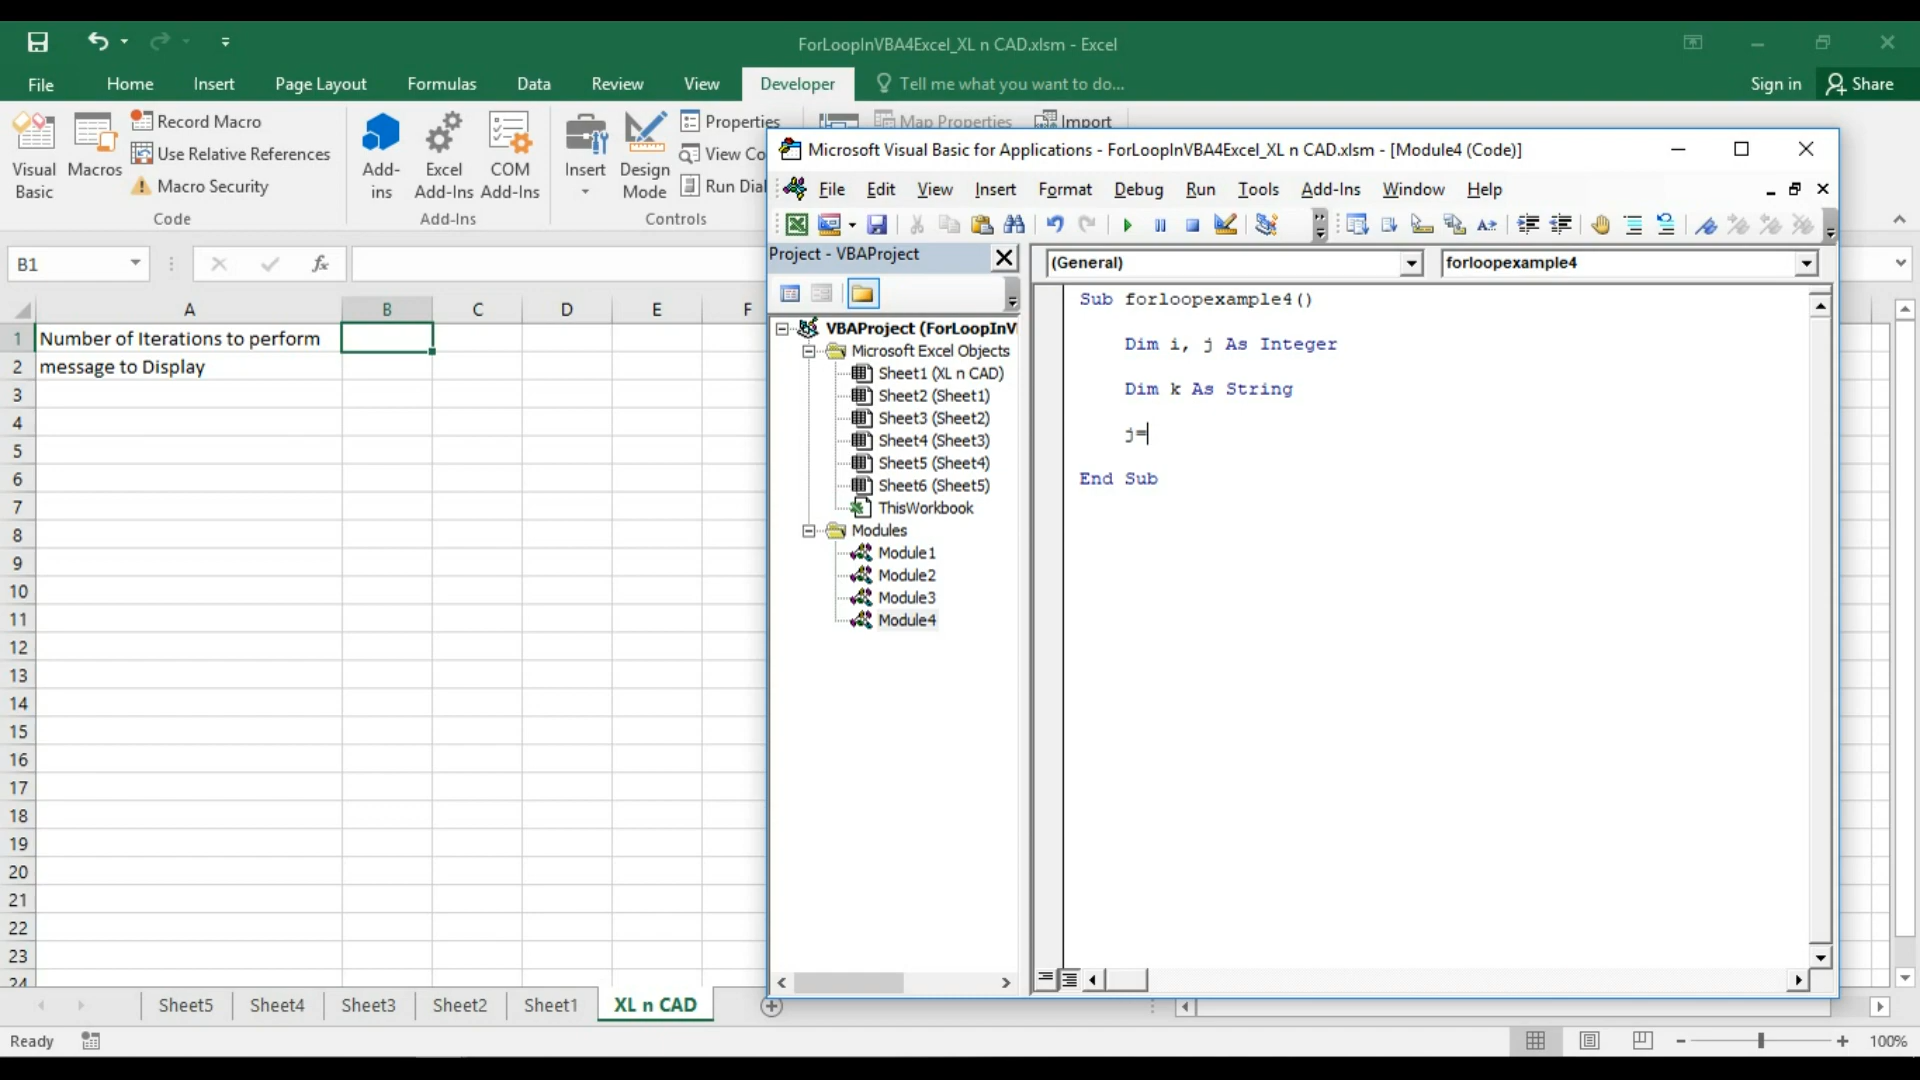 ForLoopInVBA4Excel_XL n CAD.xlsm - Excel
File Home Insert Page Layout Formulas Data Review View Developer Tell me what you want to do... Sign in Share
Visual Basic
Macros
Record Macro
Use Relative References
Macro Security
Code
Add-ins
Excel Add-Ins
COM Add-Ins
Add-Ins
Insert
Design Mode
Properties
View Co
Run Dial
Controls
Map Properties
Import
B1
fx
A B C D E F
1 Number of Iterations to perform
2 message to Display
3
4
5
6
7
8
9
10
11
12
13
14
15
16
17
18
19
20
21
22
23
24
Microsoft Visual Basic for Applications - ForLoopInVBA4Excel_XL n CAD.xlsm - [Module4 (Code)]
File Edit View Insert Format Debug Run Tools Add-Ins Window Help
Project - VBAProject
VBAProject (ForLoopInV
Microsoft Excel Objects
Sheet1 (XL n CAD)
Sheet2 (Sheet1)
Sheet3 (Sheet2)
Sheet4 (Sheet3)
Sheet5 (Sheet4)
Sheet6 (Sheet5)
ThisWorkbook
Modules
Module1
Module2
Module3
Module4
(General)
forloopexample4
Sub forloopexample4()
Dim i, j As Integer
Dim k As String
j=
End Sub
Sheet5 Sheet4 Sheet3 Sheet2 Sheet1 XL n CAD
Ready
100%